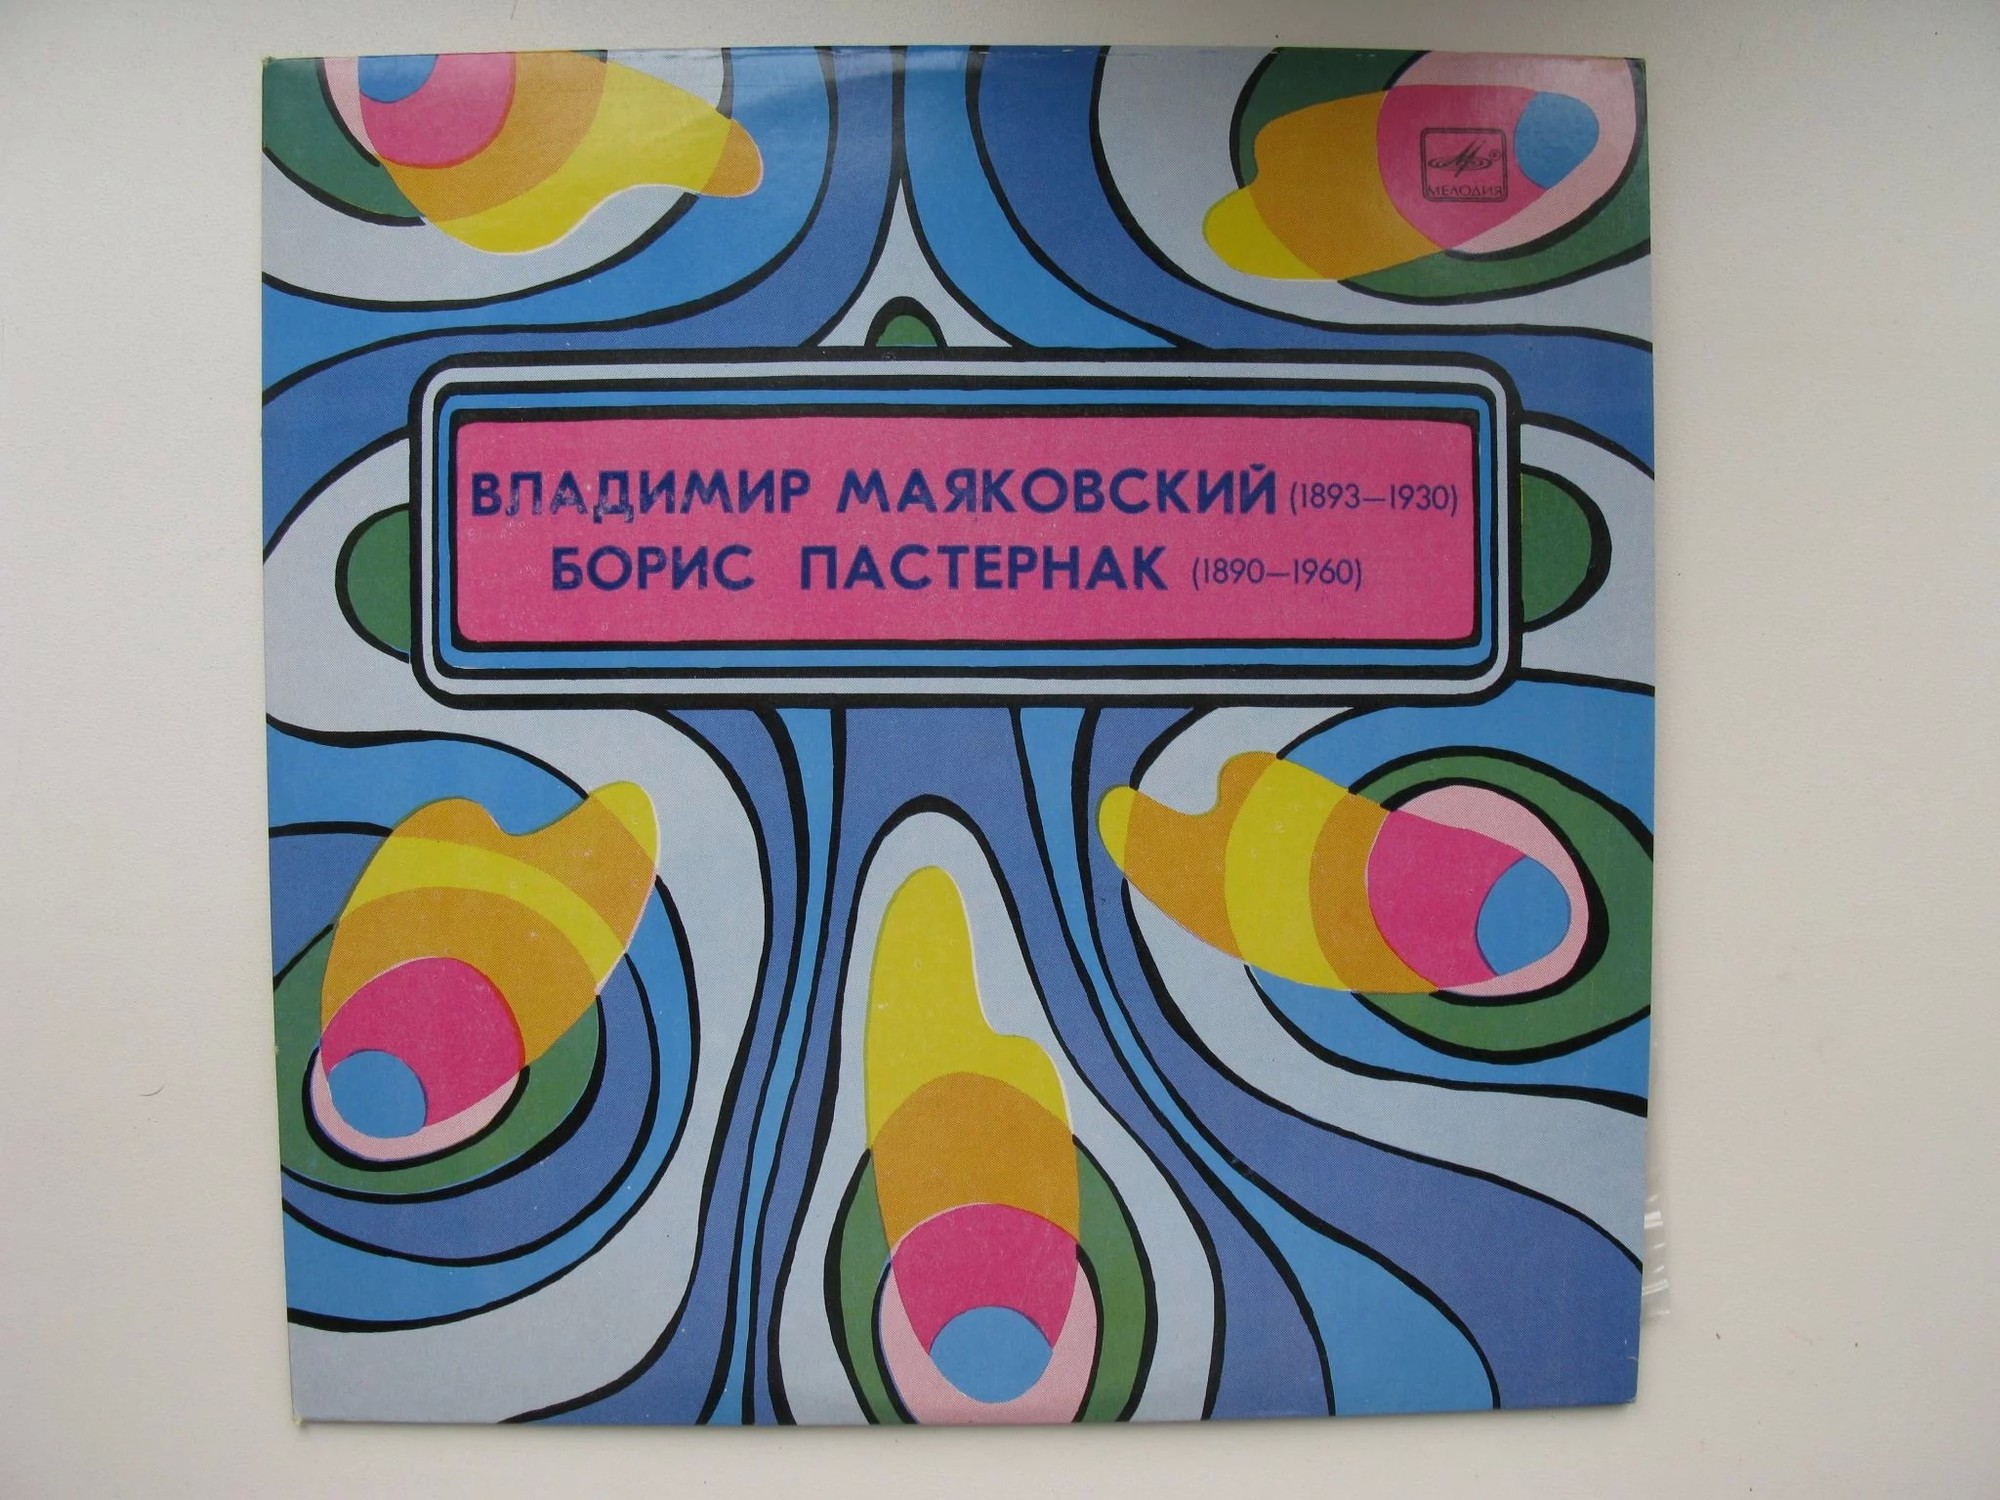 МЕЛОДИЯ
ВЛАДИМИР МАЯКОВСКИЙ (1893—1930)
БОРИС ПАСТЕРНАК (1890—1960)